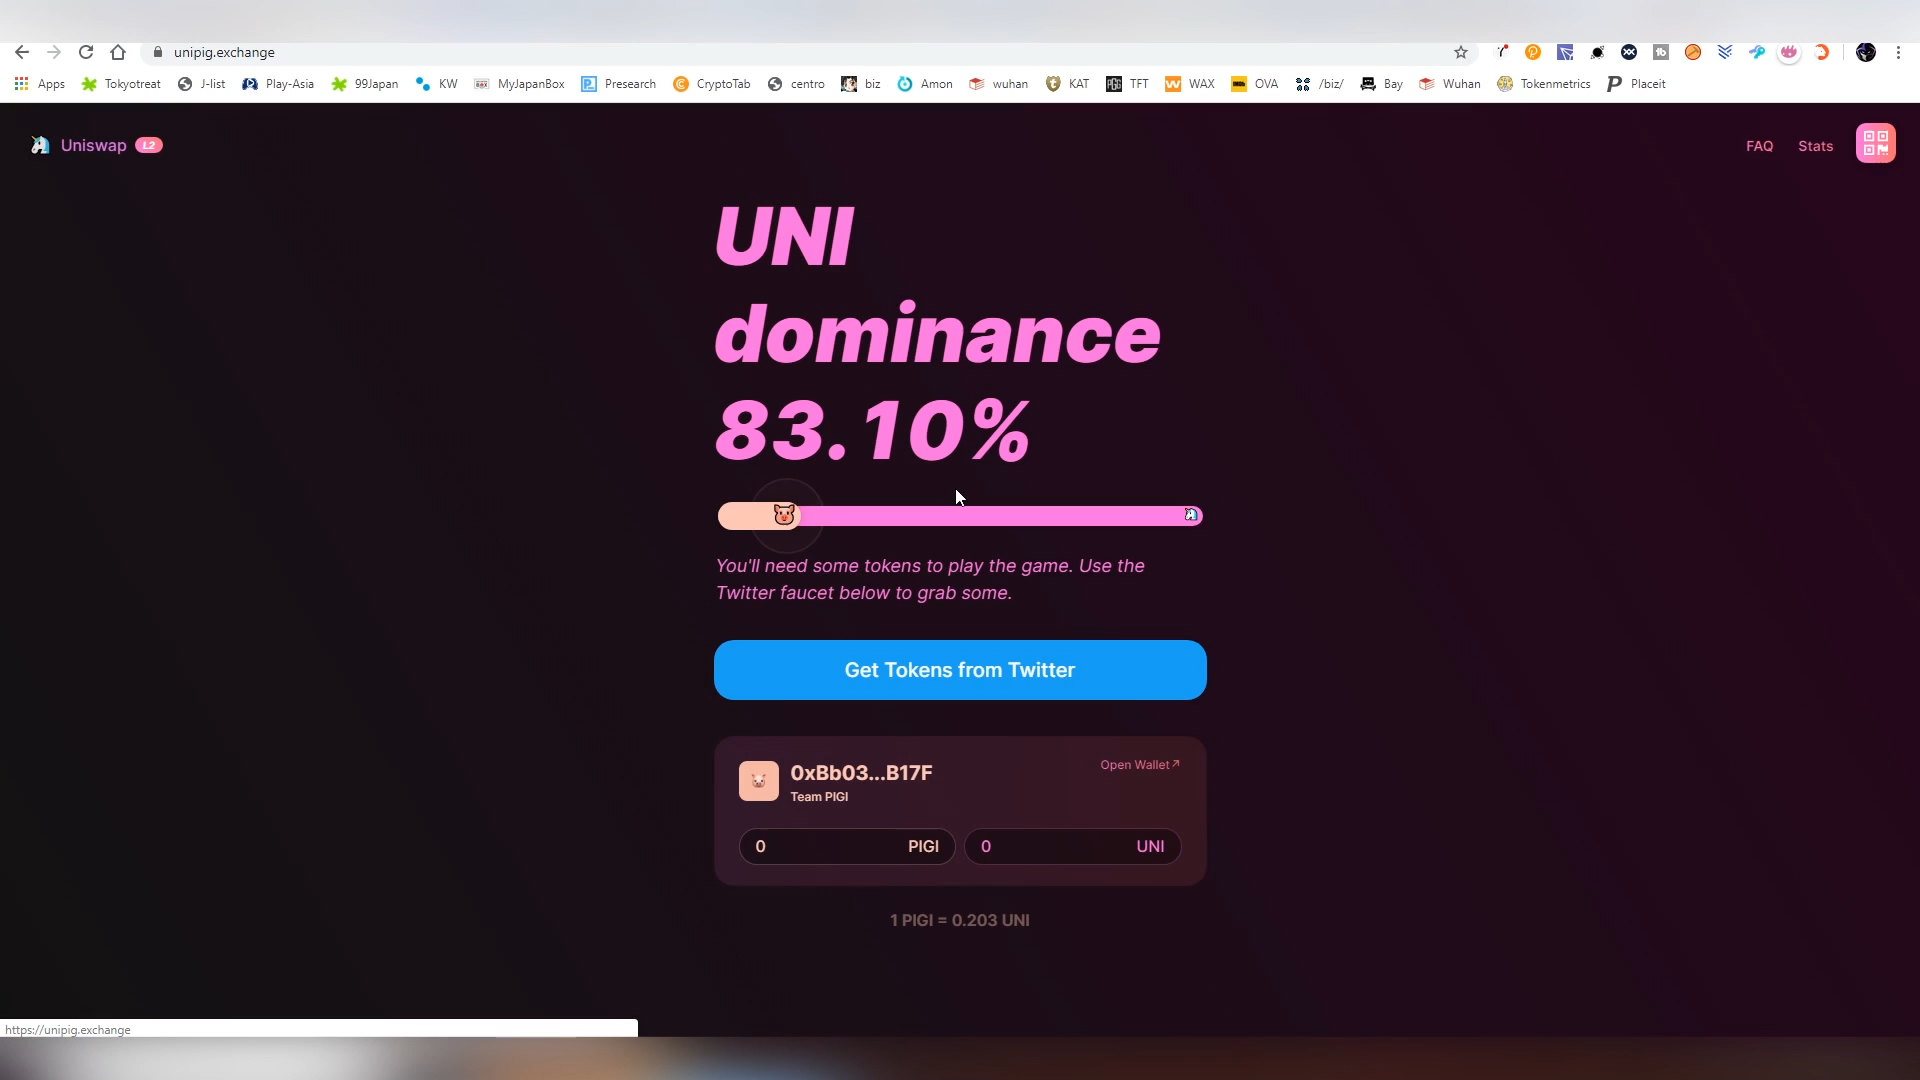 unipig.exchange
Apps Tokyotreat J-list Play-Asia 99Japan KW MyJapanBox Presearch CryptoTab centro biz Amon wuhan KAT TFT WAX OVA /biz/ Bay Wuhan Tokenmetrics Placeit
Uniswap L2
FAQ Stats
UNI
dominance
83.10%
You'll need some tokens to play the game. Use the
Twitter faucet below to grab some.
Get Tokens from Twitter
0xBb03...B17F
Open Wallet↗
Team PIGI
0 PIGI 0 UNI
1 PIGI = 0.203 UNI
https://unipig.exchange